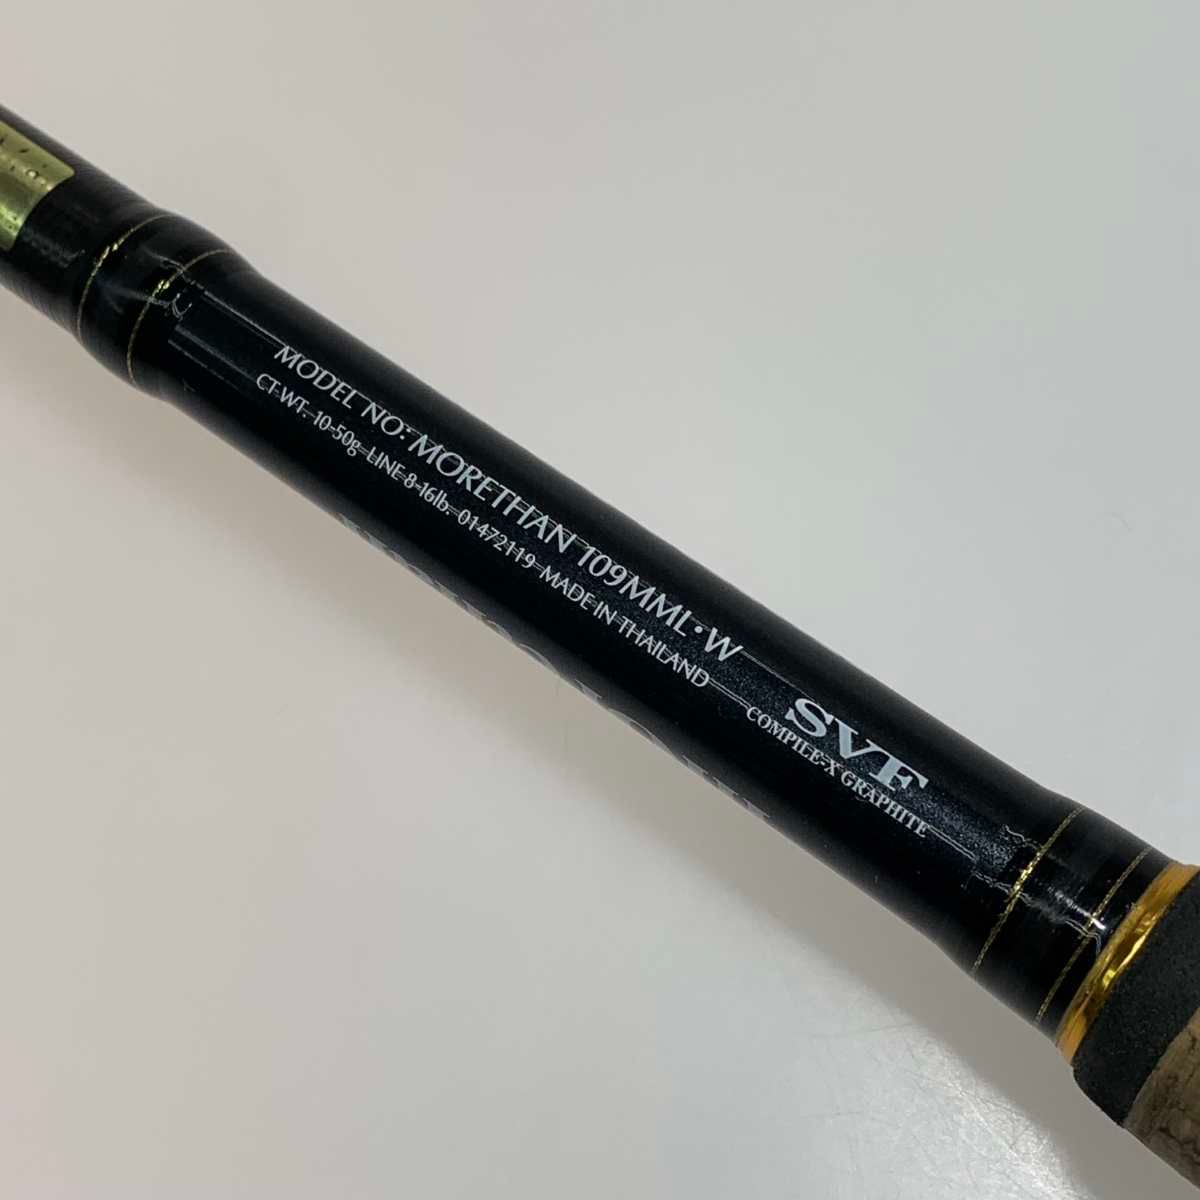 MODEL NO: MORETHAN 109MML·W
CT-WT. 10-50g LINE 8-16lb. 01472119 MADE IN THAILAND
SVF
COMPILE-X GRAPHITE